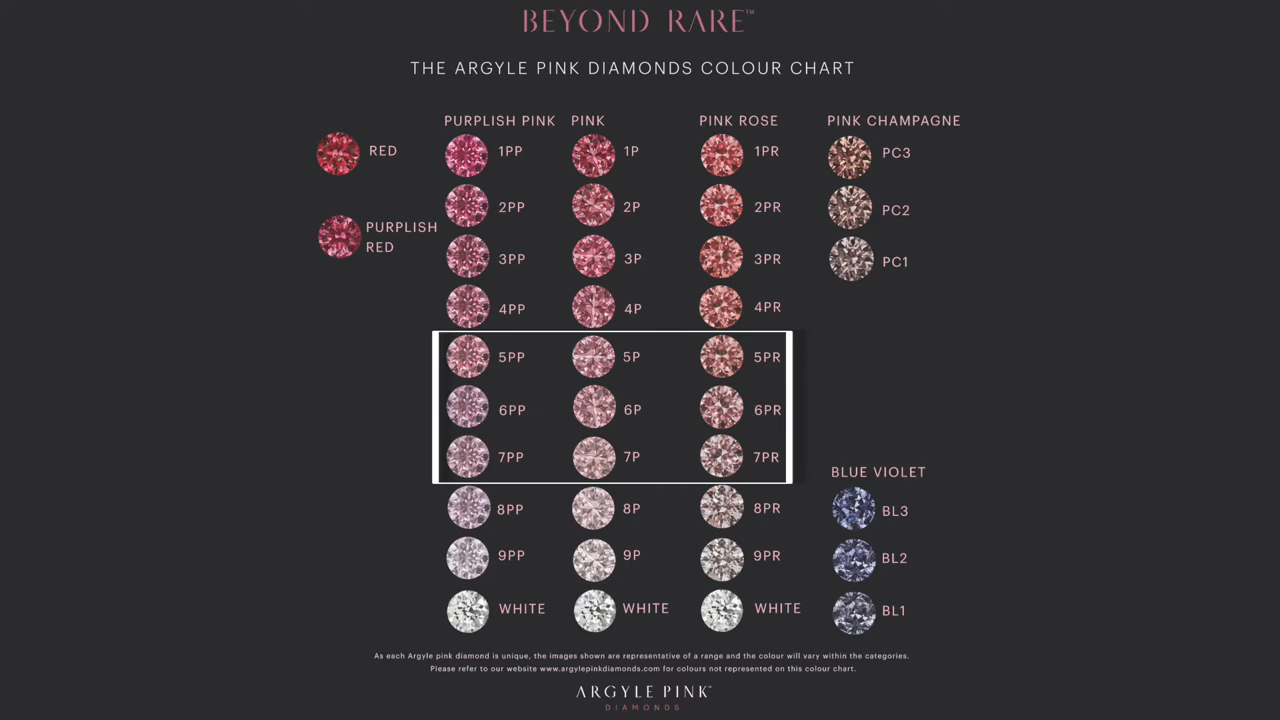 BEYOND RARE™
THE ARGYLE PINK DIAMONDS COLOUR CHART
PURPLISH PINK PINK PINK ROSE PINK CHAMPAGNE
RED 1PP 1P 1PR PC3
2PP 2P 2PR PC2
PURPLISH
RED
3PP 3P 3PR PC1
4PP 4P 4PR
5PP 5P 5PR
6PP 6P 6PR
7PP 7P 7PR
BLUE VIOLET
8PP 8P 8PR BL3
9PP 9P 9PR BL2
WHITE WHITE WHITE BL1
As each Argyle pink diamond is unique, the images shown are representative of a range and the colour will vary within the categories.
Please refer to our website www.argylepinkdiamonds.com for colours not represented on this colour chart.
ARGYLE PINK™
DIAMONDS